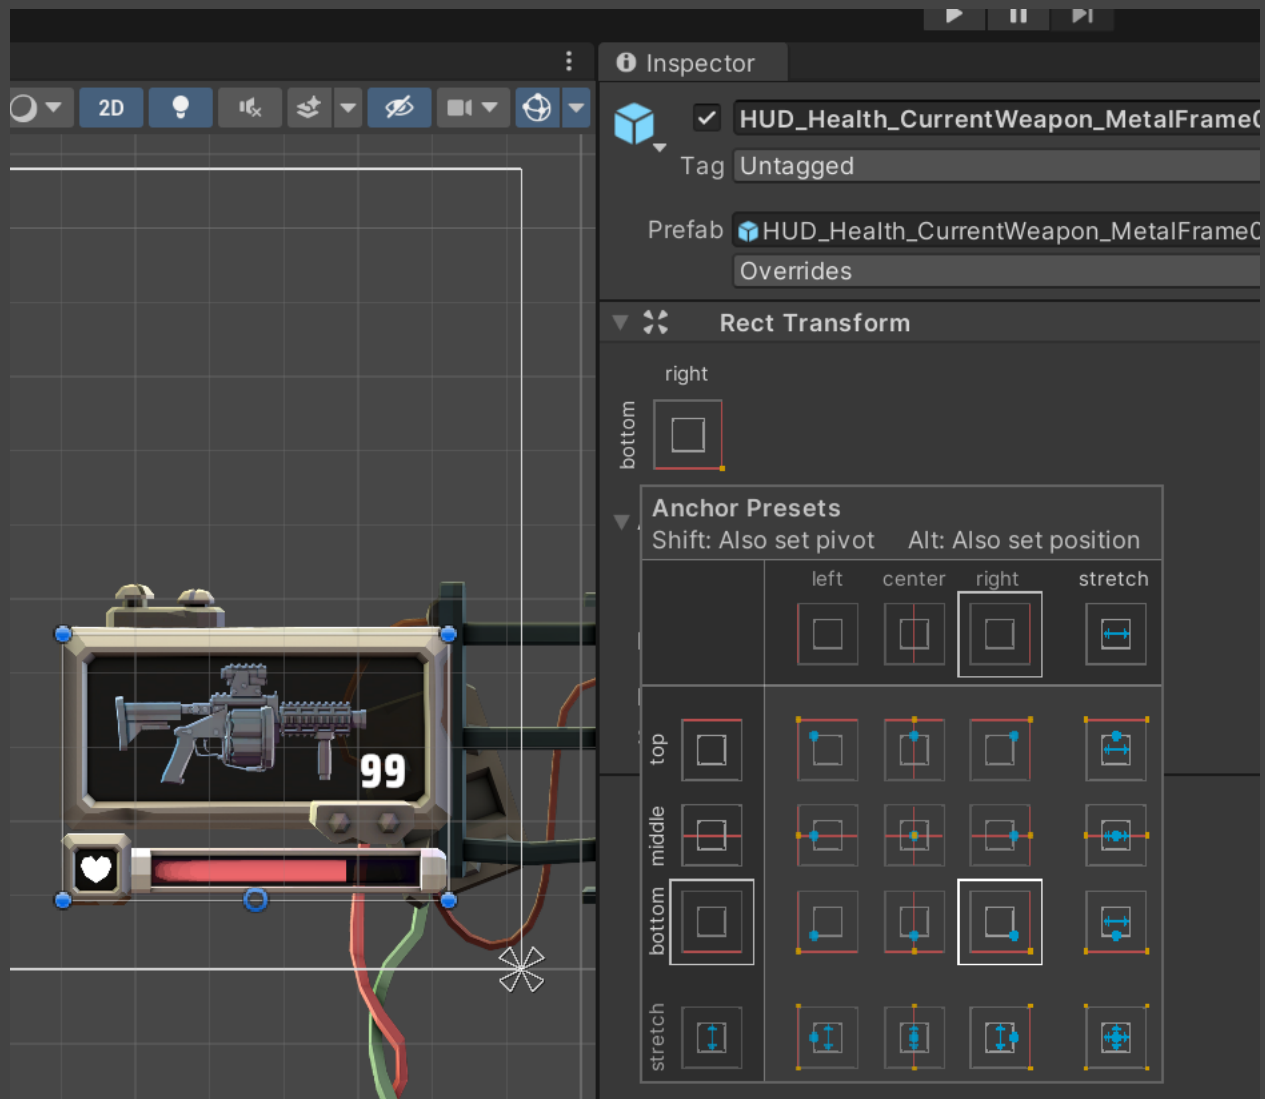 Inspector
2D
HUD_Health_CurrentWeapon_MetalFrame0
Tag
Untagged
Prefab
HUD_Health_CurrentWeapon_MetalFrame0
Overrides
Rect Transform
right
bottom
Anchor Presets
Shift: Also set pivot
Alt: Also set position
left
center
right
stretch
top
middle
bottom
stretch
99